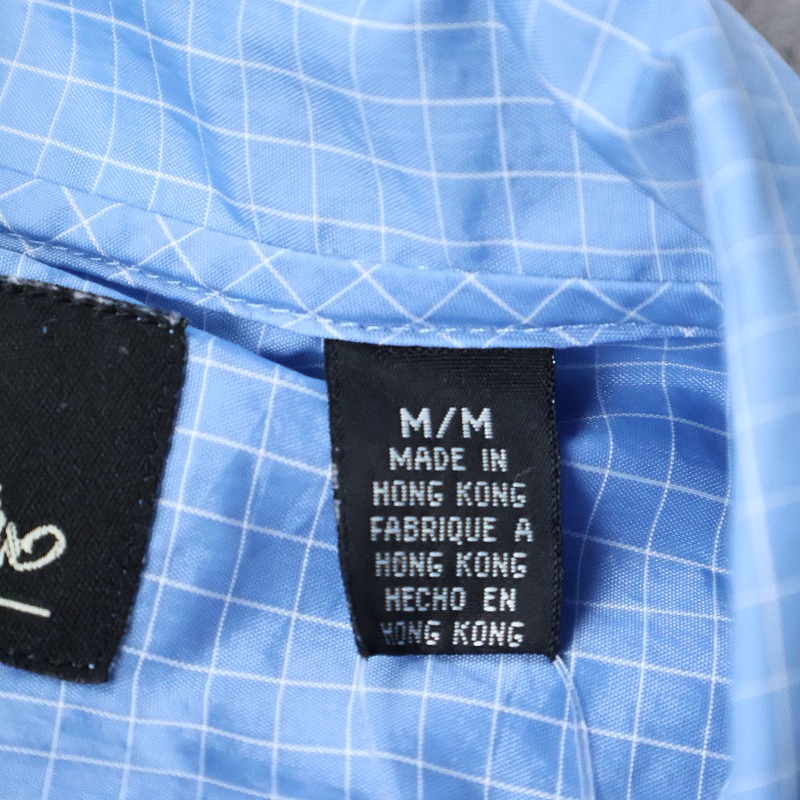 M/M
MADE IN
HONG KONG
FABRIQUE A
HONG KONG
HECHO EN
HONG KONG